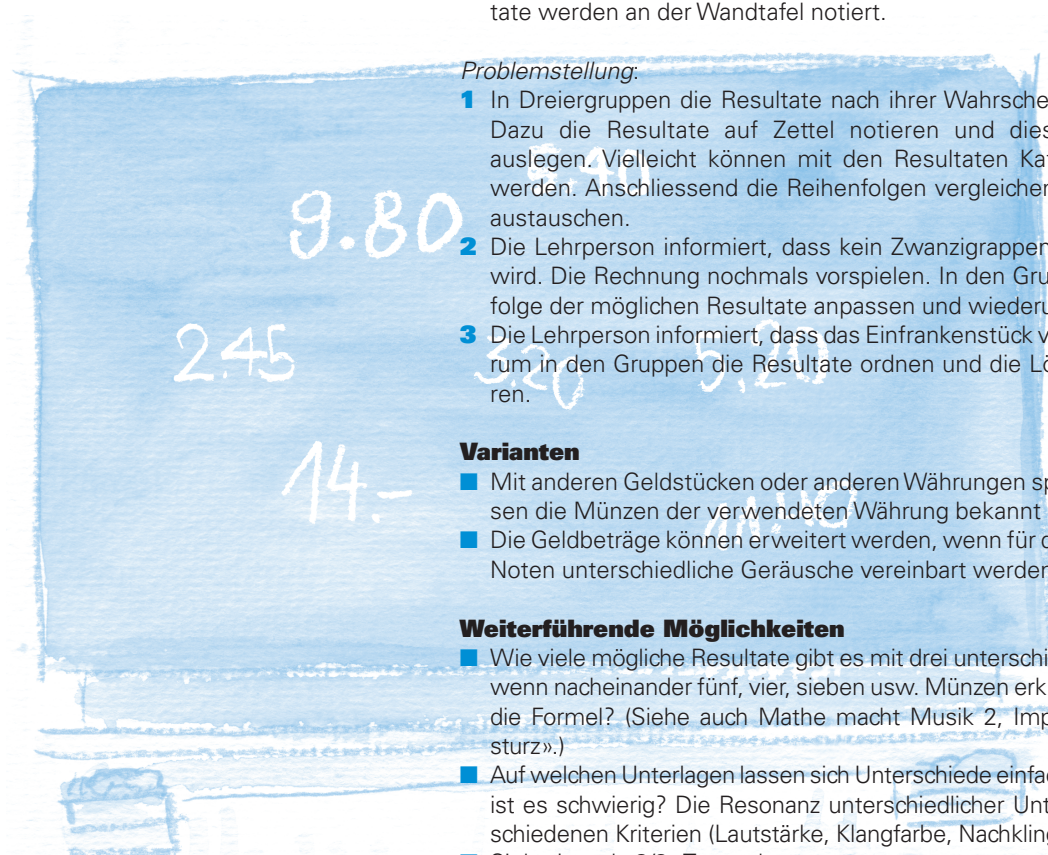 tate werden an der Wandtafel notiert.
Problemstellung:
1 In Dreiergruppen die Resultate nach ihrer Wahrsche
Dazu die Resultate auf Zettel notieren und dies
auslegen. Vielleicht können mit den Resultaten Kat
werden. Anschliessend die Reihenfolgen vergleichen
austauschen.
2 Die Lehrperson informiert, dass kein Zwanzigrappen
wird. Die Rechnung nochmals vorspielen. In den Gru
folge der möglichen Resultate anpassen und wiederu
3 Die Lehrperson informiert, dass das Einfrankenstück v
rum in den Gruppen die Resultate ordnen und die Lö
ren.
9.80
2.45
3.20
5.20
14.-
Varianten
■ Mit anderen Geldstücken oder anderen Währungen sp
sen die Münzen der verwendeten Währung bekannt
■ Die Geldbeträge können erweitert werden, wenn für d
Noten unterschiedliche Geräusche vereinbart werden
Weiterführende Möglichkeiten
■ Wie viele mögliche Resultate gibt es mit drei unterschi
wenn nacheinander fünf, vier, sieben usw. Münzen erk
die Formel? (Siehe auch Mathe macht Musik 2, Imp
sturz».)
■ Auf welchen Unterlagen lassen sich Unterschiede einfac
ist es schwierig? Die Resonanz unterschiedlicher Unt
schiedenen Kriterien (Lautstärke, Klangfarbe, Nachkling